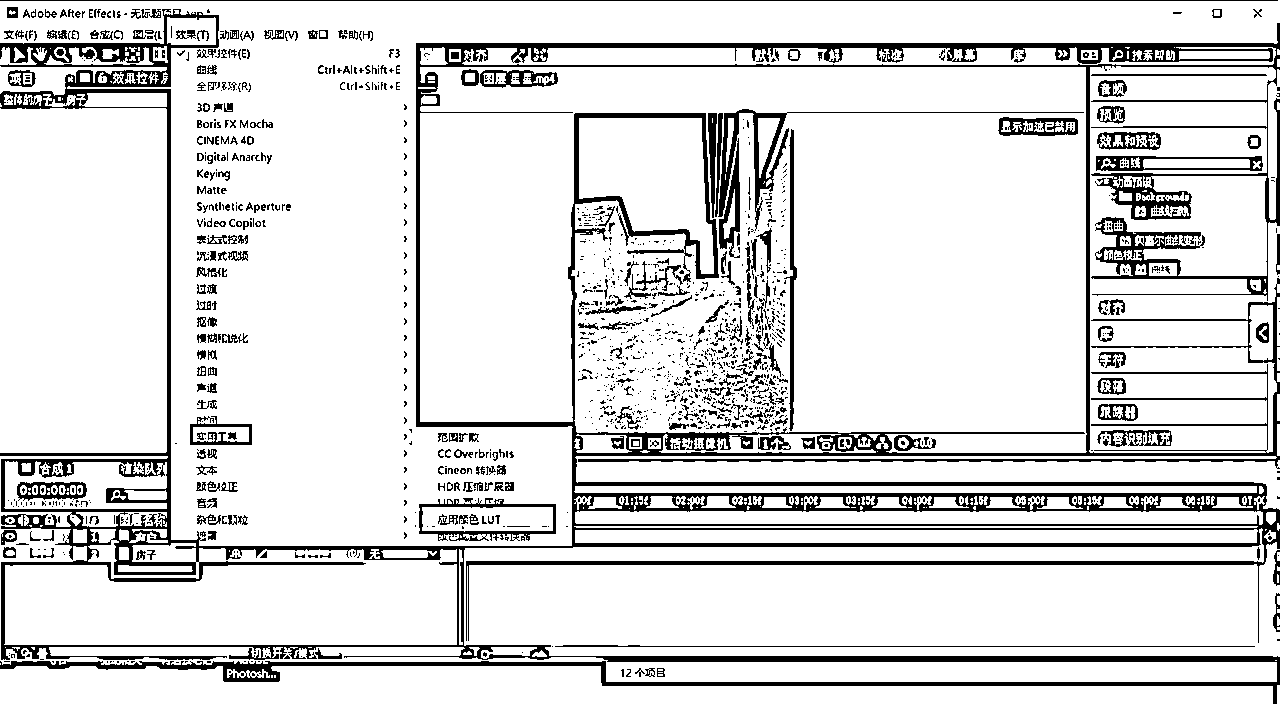 Adobe After Effects - 无标题项目.aep *
文件(F) 编辑(E) 合成(C) 图层(L) 效果(T) 动画(A) 视图(V) 窗口 帮助(H)
对齐 默认 了解 标准 小屏幕 库 搜索帮助
项目 效果控件
效果控件(E) F3
曲线 Ctrl+Alt+Shift+E
全部移除(R) Ctrl+Shift+E
3D 声道
Boris FX Mocha
CINEMA 4D
Digital Anarchy
Keying
Matte
Synthetic Aperture
Video Copilot
表达式控制
沉浸式视频
风格化
过渡
过时
抠像
模糊和锐化
模拟
扭曲
声道
生成
时间
实用工具
透视
文本
颜色校正
音频
杂色和颗粒
遮罩
范围扩散
CC Overbrights
Cineon 转换器
HDR 压缩扩展器
HDR 高光压缩
应用颜色 LUT
颜色配置文件转换器
显示加速已禁用
音频
预览
效果和预设
曲线
动画预设
Backgrounds
扭曲
贝塞尔曲线变形
颜色校正
曲线
对齐
库
字符
段落
跟踪器
内容识别填充
活动摄像机 1个
合成 1 渲染队列
0:00:00:00
图层名称
01:15f 02:00f 02:15f 03:00f 03:15f 04:00f 04:15f 05:00f 05:15f 06:00f 06:15f
2 房子 无
切换开关/模式
Photosh...
12 个项目